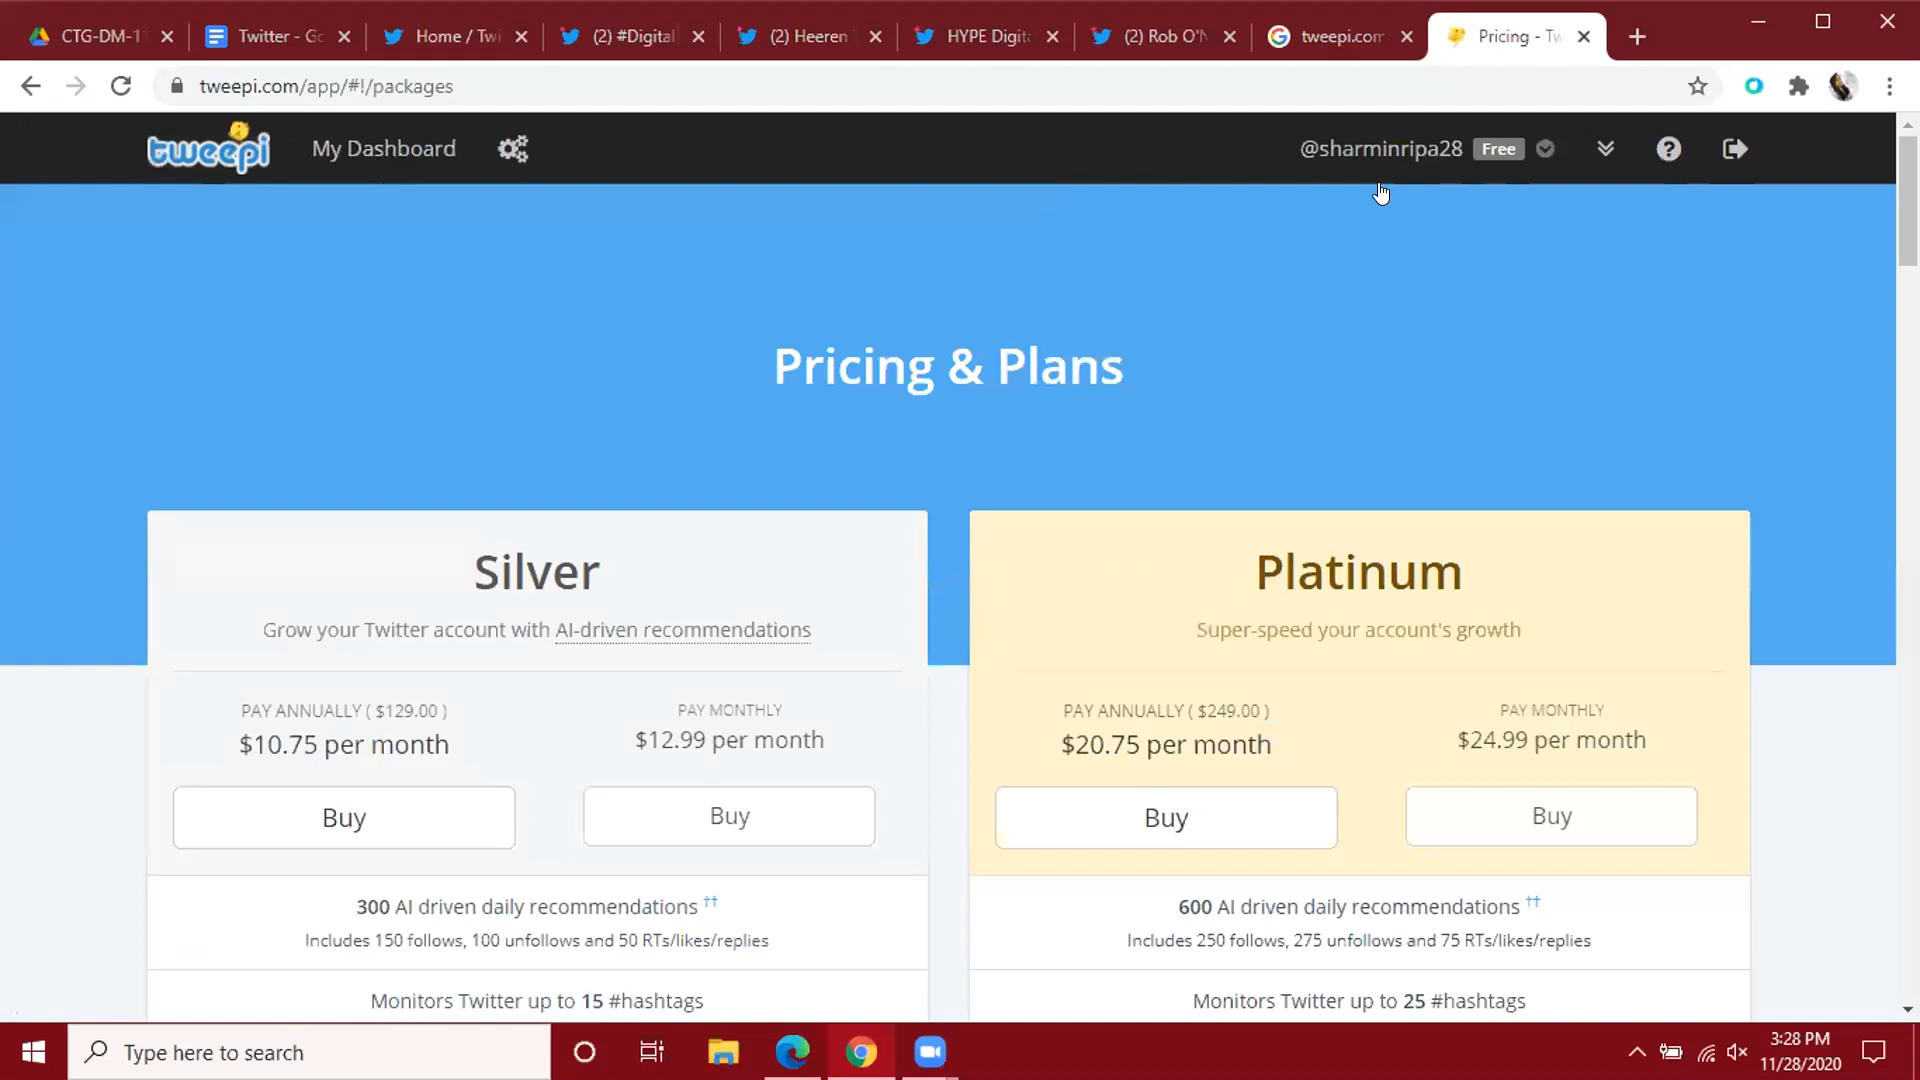 CTG-DM-1
Twitter - Go
Home / Twi
(2) #Digital
(2) Heeren
HYPE Digit
(2) Rob O'N
tweepi.com
Pricing - Tw
tweepi.com/app/#!/packages
tweepi
My Dashboard
@sharminripa28
Free
Pricing & Plans
Silver
Grow your Twitter account with AI-driven recommendations
PAY ANNUALLY ( $129.00 )
$10.75 per month
PAY MONTHLY
$12.99 per month
Buy
Buy
300 AI driven daily recommendations ††
Includes 150 follows, 100 unfollows and 50 RTs/likes/replies
Monitors Twitter up to 15 #hashtags
Platinum
Super-speed your account's growth
PAY ANNUALLY ( $249.00 )
$20.75 per month
PAY MONTHLY
$24.99 per month
Buy
Buy
600 AI driven daily recommendations ††
Includes 250 follows, 275 unfollows and 75 RTs/likes/replies
Monitors Twitter up to 25 #hashtags
Type here to search
3:28 PM
11/28/2020